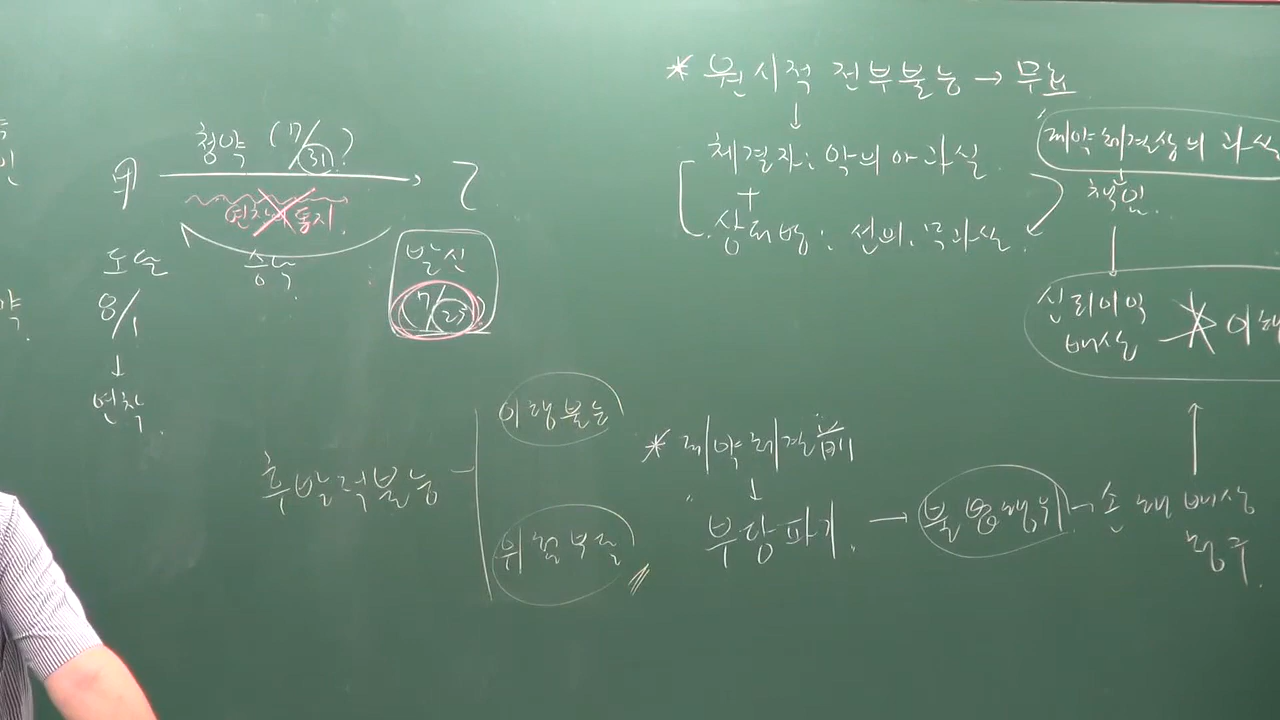 청약 (7/31)
甲 → 乙
연착 통지
승낙
도달
8/1
↓
연착
발신
(7/25)
후발적불능
이행불능
위험부담
* 원시적 전부불능 → 무효
↓
체결자: 악의 or 과실
+
상대방: 선의. 무과실
계약체결상의 과실
책임
신뢰이익
배상
* 계약체결前
↓
부당파기 → 불법행위 - 손해배상
청구